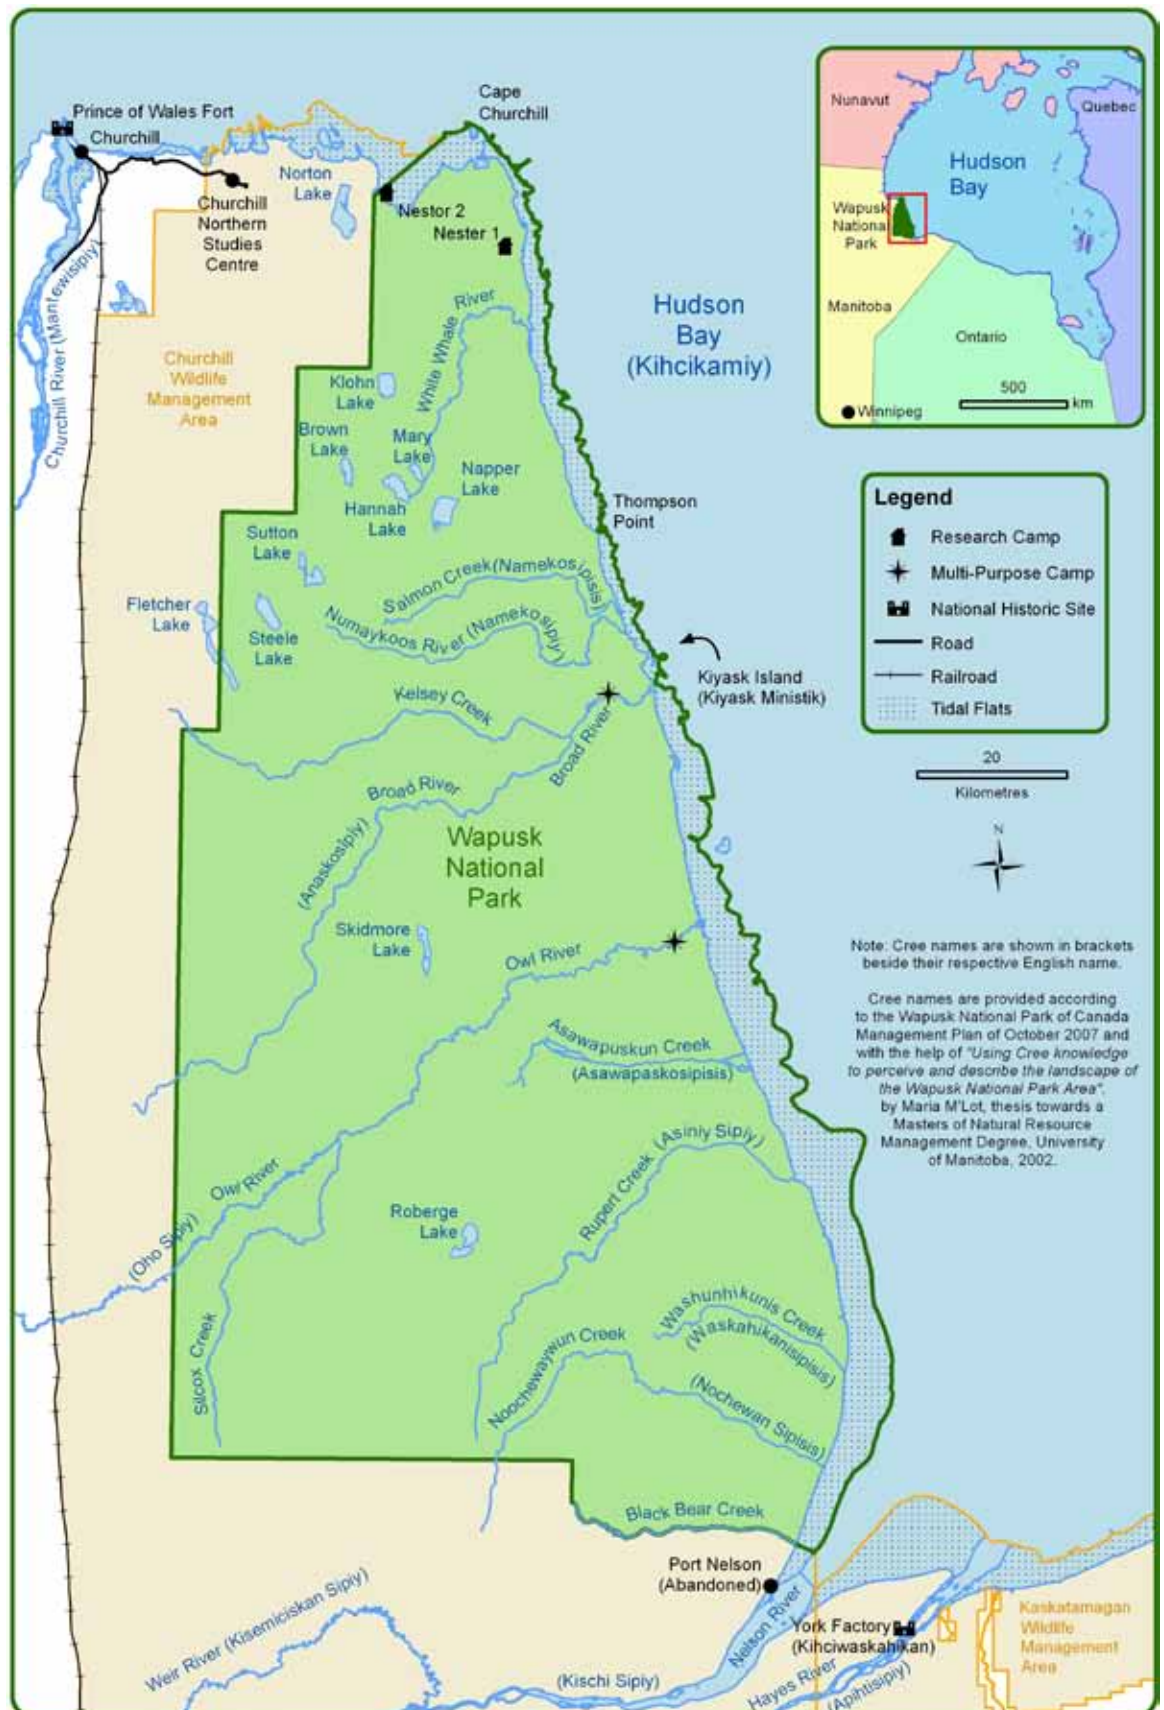 Cape
Churchill
Prince of Wales Fort
Churchill
Norton
Lake
Churchill
Northern
Studies
Centre
Nestor 2
Nester 1
Churchill River (Mantewisipiy)
Churchill
Wildlife
Management
Area
White Whale River
Hudson
Bay
(Kihcikamiy)
Klohn
Lake
Brown
Lake
Mary
Lake
Napper
Lake
Hannah
Lake
Thompson
Point
Sutton
Lake
Fletcher
Lake
Steele
Lake
Salmon Creek (Namekosipisis)
Numaykoos River (Namekosipiy)
Kiyask Island
(Kiyask Ministik)
Kelsey Creek
Broad River
Broad River
(Anaskosipiy)
Wapusk
National
Park
Skidmore
Lake
Owl River
Asawapuskun Creek
(Asawapaskosipisis)
Rupert Creek (Asiniy Sipiy)
Owl River
(Oho Sipiy)
Roberge
Lake
Silcox Creek
Washunhikunis Creek
(Waskahikanisipisis)
Noochewaywun Creek
(Nochewan Sipisis)
Black Bear Creek
Port Nelson
(Abandoned)
Nelson River
York Factory
(Kihciwaskahikan)
Weir River (Kisemiciskan Sipiy)
(Kischi Sipiy)
Hayes River
(Apihtisipiy)
Kaskatamagan
Wildlife
Management
Area
Nunavut
Quebec
Hudson
Bay
Wapusk
National
Park
Manitoba
Ontario
500
km
Winnipeg
Legend
Research Camp
Multi-Purpose Camp
National Historic Site
Road
Railroad
Tidal Flats
20
Kilometres
N
Note: Cree names are shown in brackets
beside their respective English name.
Cree names are provided according
to the Wapusk National Park of Canada
Management Plan of October 2007 and
with the help of "Using Cree knowledge
to perceive and describe the landscape of
the Wapusk National Park Area",
by Maria M'Lot, thesis towards a
Masters of Natural Resource
Management Degree, University
of Manitoba, 2002.